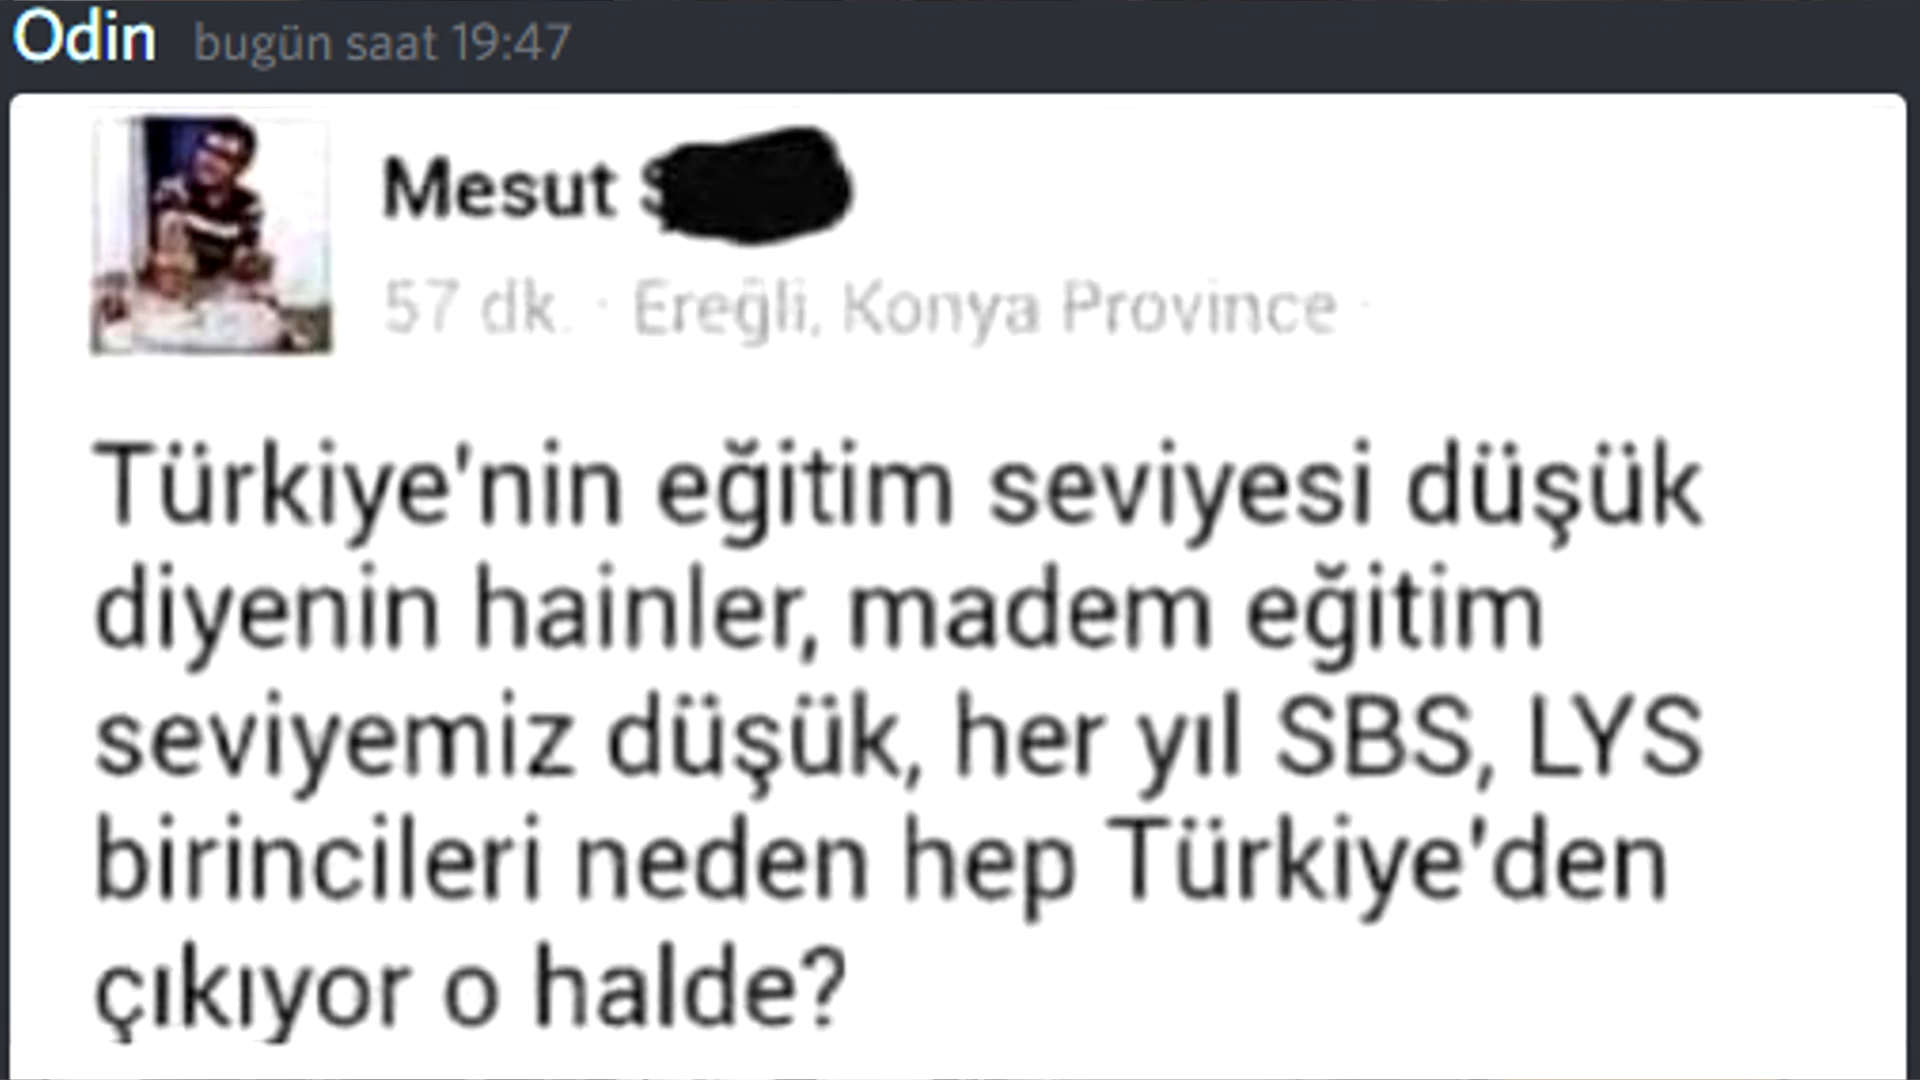 Odin bugün saat 19:47
Mesut
57 dk. · Ereğli, Konya Province ·
Türkiye'nin eğitim seviyesi düşük
diyenin hainler, madem eğitim
seviyemiz düşük, her yıl SBS, LYS
birincileri neden hep Türkiye'den
çıkıyor o halde?